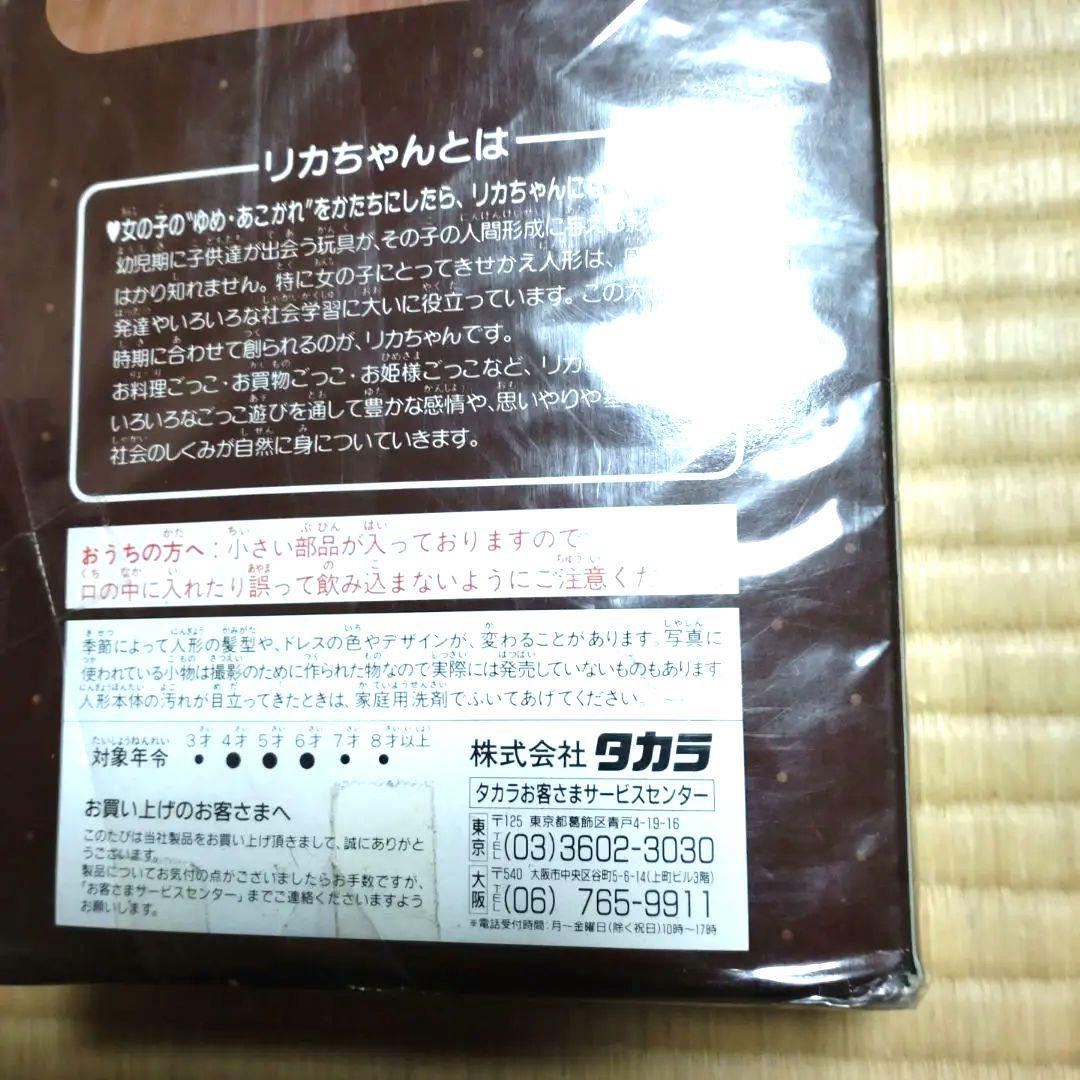 リカちゃんとは
♥女の子の"ゆめ・あこがれ"をかたちにしたら、リカちゃんに
幼児期に子供達が出会う玩具が、その子の人間形成に与える影
はかり知れません。特に女の子にとってきせかえ人形は、
発達やいろいろな社会学習に大いに役立っています。この大
時期に合わせて創られるのが、リカちゃんです。
お料理ごっこ・お買物ごっこ・お姫様ごっこなど、リカ
いろいろなごっこ遊びを通して豊かな感情や、思いやりや
社会のしくみが自然に身についていきます。
おうちの方へ:小さい部品が入っておりますので
口の中に入れたり誤って飲み込まないようにご注意くだ
季節によって人形の髪型や、ドレスの色やデザインが、変わることがあります。写真に
使われている小物は撮影のために作られた物なので実際には発売していないものもあります
人形本体の汚れが目立ってきたときは、家庭用洗剤でふいてあげてください。
対象年令 3才 4才 5才 6才 7才 8才以上
お買い上げのお客さまへ
このたびは当社製品をお買い上げ頂きまして、誠にありがと
うございます。
製品についてお気付の点がございましたらお手数ですが、
「お客さまサービスセンター」までご連絡くださいますよう
お願いします。
株式会社 タカラ
タカラお客さまサービスセンター
東京 〒125 東京都葛飾区青戸4-19-16
TEL (03)3602-3030
大阪 〒540 大阪市中央区谷町5-6-14(上町ビル3階)
TEL (06) 765-9911
※電話受付時間:月〜金曜日(除く祝日)10時〜17時